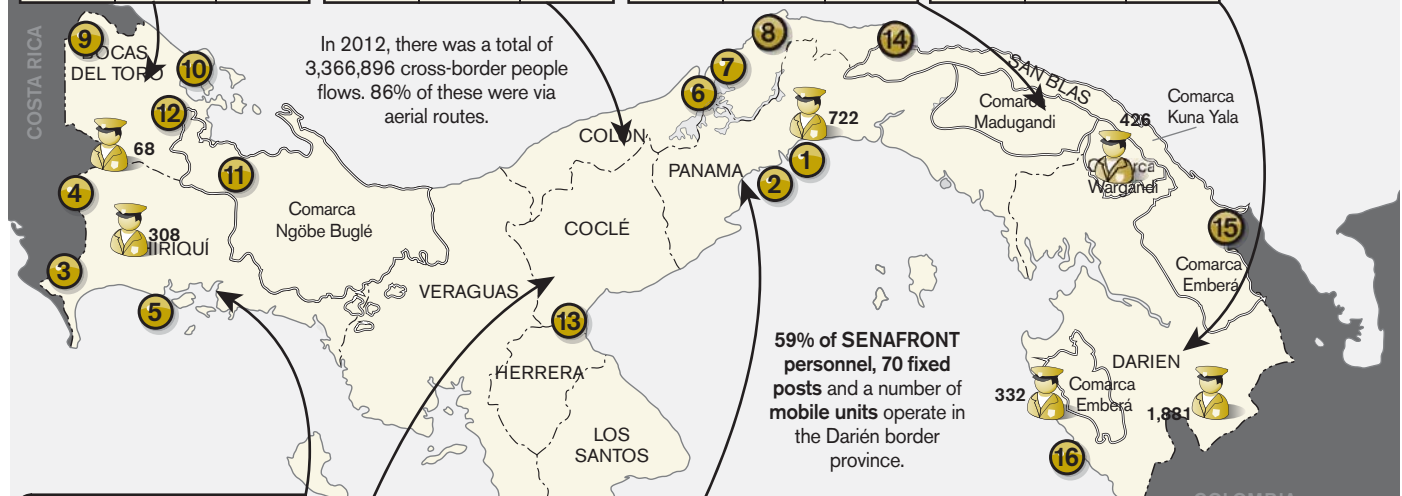 COSTA RICA
9
BOCAS
DEL TORO
10
12
68
11
4
308
CHIRIQUÍ
3
5
In 2012, there was a total of
3,366,896 cross-border people
flows. 86% of these were via
aerial routes.
8
7
6
14
SAN BLAS
Comarca
Madugandi
Comarca
Kuna Yala
426
Comarca
Wargandi
722
COLÓN
PANAMA
1
2
Comarca
Ngöbe Buglé
COCLÉ
VERAGUAS
13
HERRERA
LOS
SANTOS
15
Comarca
Emberá
59% of SENAFRONT
personnel, 70 fixed
posts and a number of
mobile units operate in
the Darién border
province.
DARIEN
332
Comarca
Emberá
1,881
16
COLOMBIA